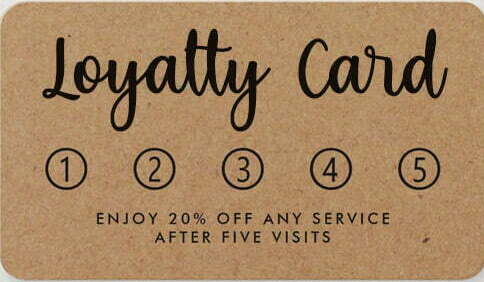 Loyalty Card
1 2 3 4 5
ENJOY 20% OFF ANY SERVICE
AFTER FIVE VISITS